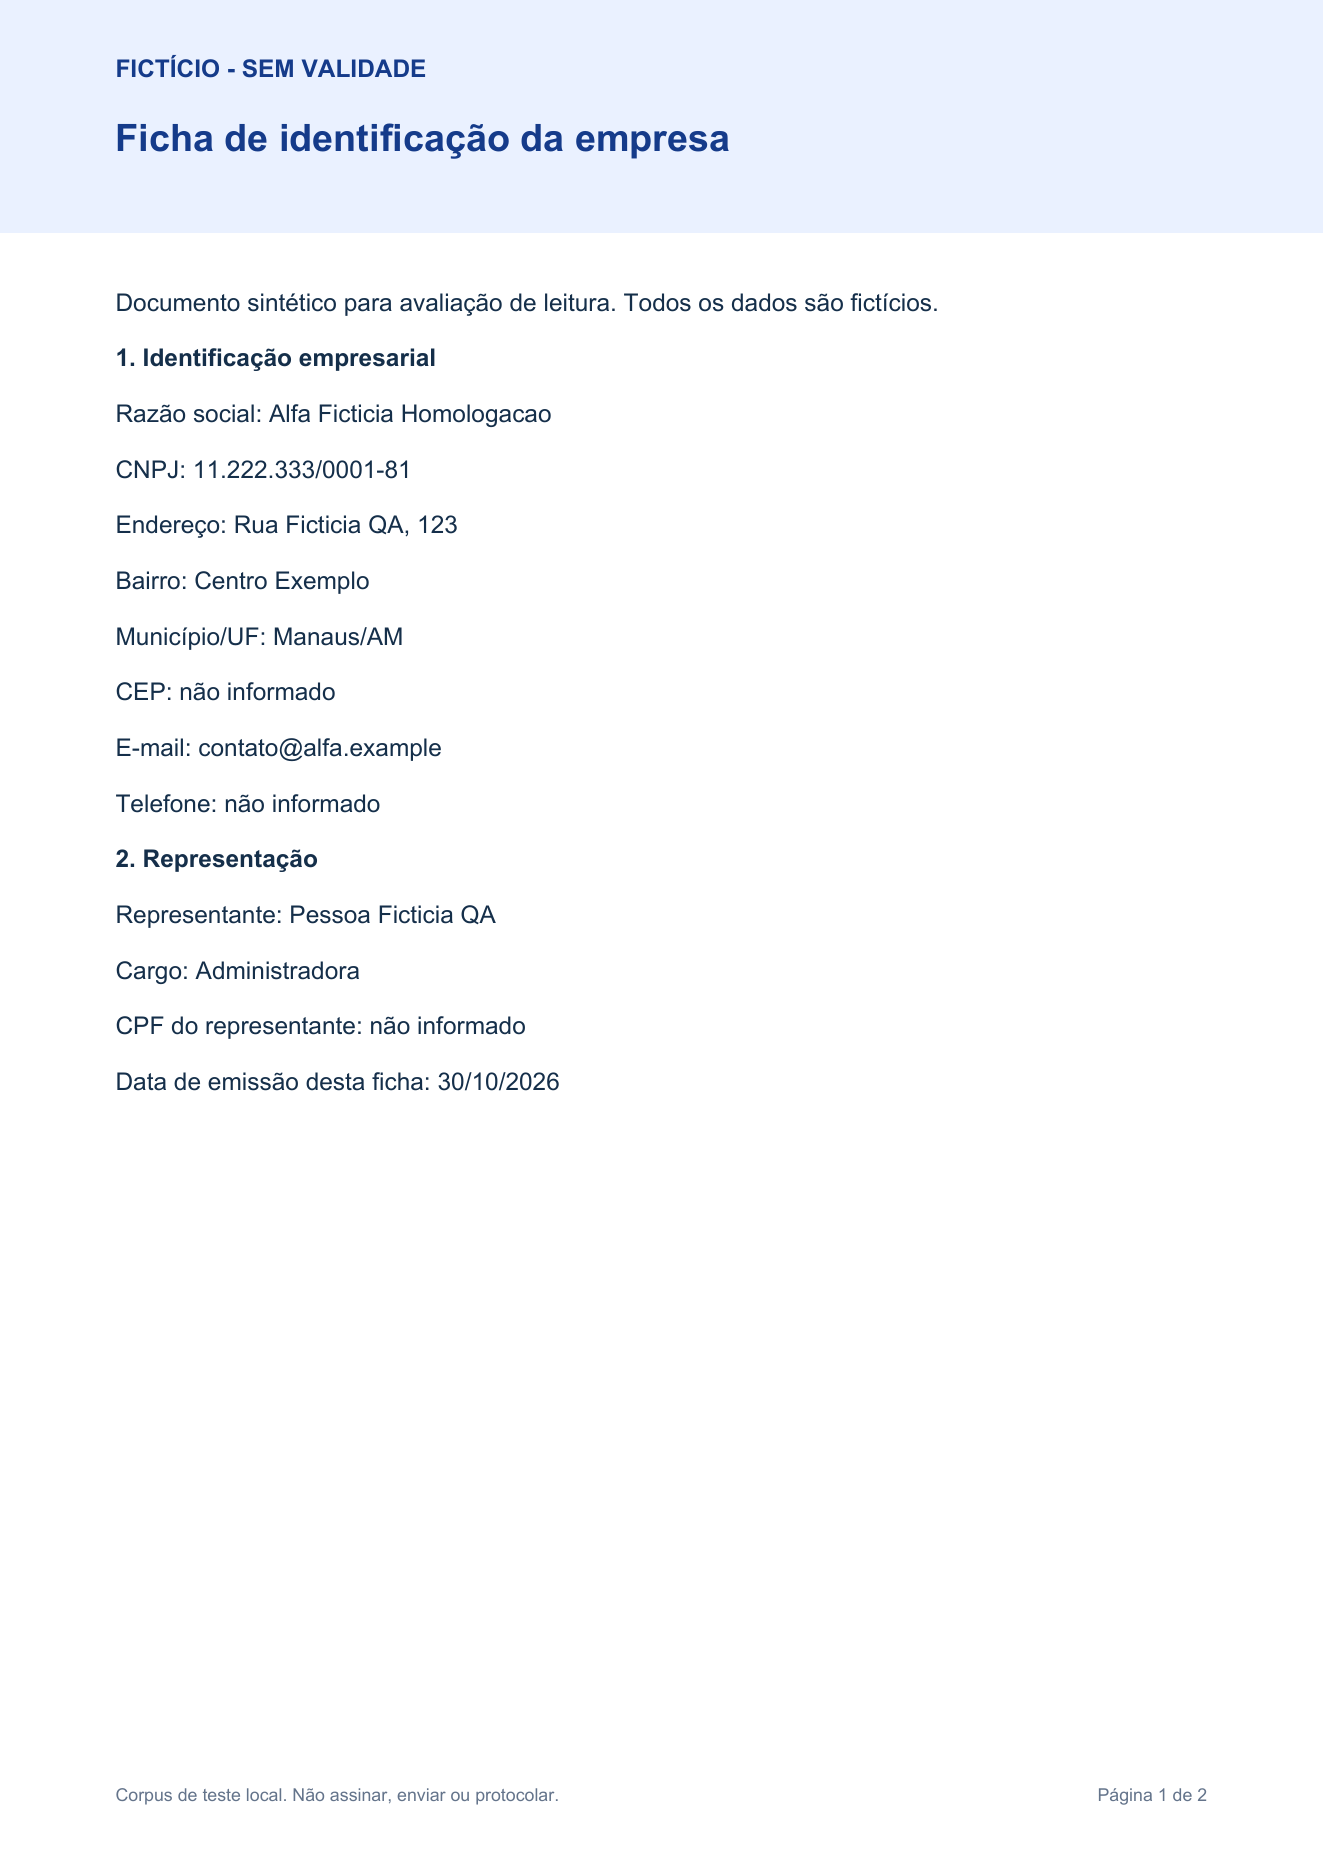 FICTÍCIO - SEM VALIDADE
Ficha de identificação da empresa
Documento sintético para avaliação de leitura. Todos os dados são fictícios.
1. Identificação empresarial
Razão social: Alfa Ficticia Homologacao
CNPJ: 11.222.333/0001-81
Endereço: Rua Ficticia QA, 123
Bairro: Centro Exemplo
Município/UF: Manaus/AM
CEP: não informado
E-mail: contato@alfa.example
Telefone: não informado
2. Representação
Representante: Pessoa Ficticia QA
Cargo: Administradora
CPF do representante: não informado
Data de emissão desta ficha: 30/10/2026
Corpus de teste local. Não assinar, enviar ou protocolar.
Página 1 de 2